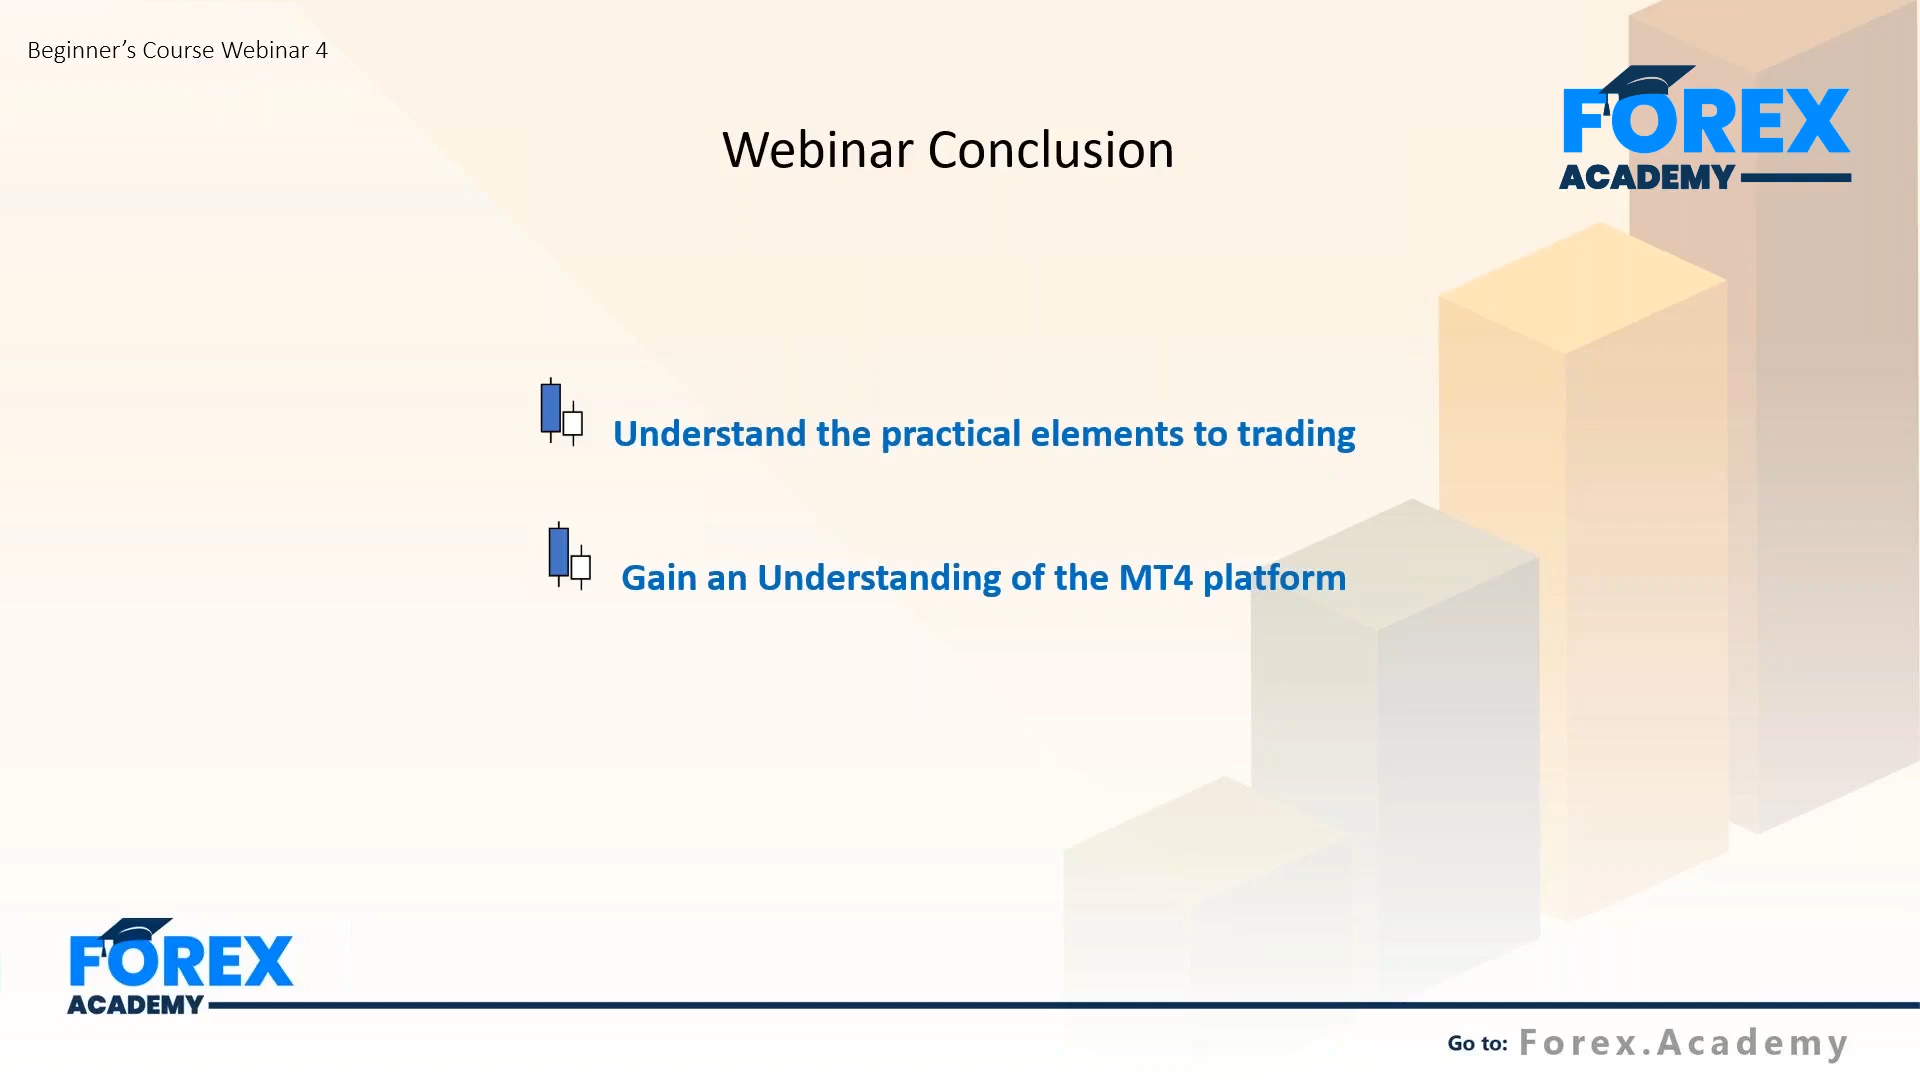 Beginner’s Course Webinar 4
FOREX
ACADEMY
Webinar Conclusion
Understand the practical elements to trading
Gain an Understanding of the MT4 platform
FOREX
ACADEMY
Go to: Forex.Academy